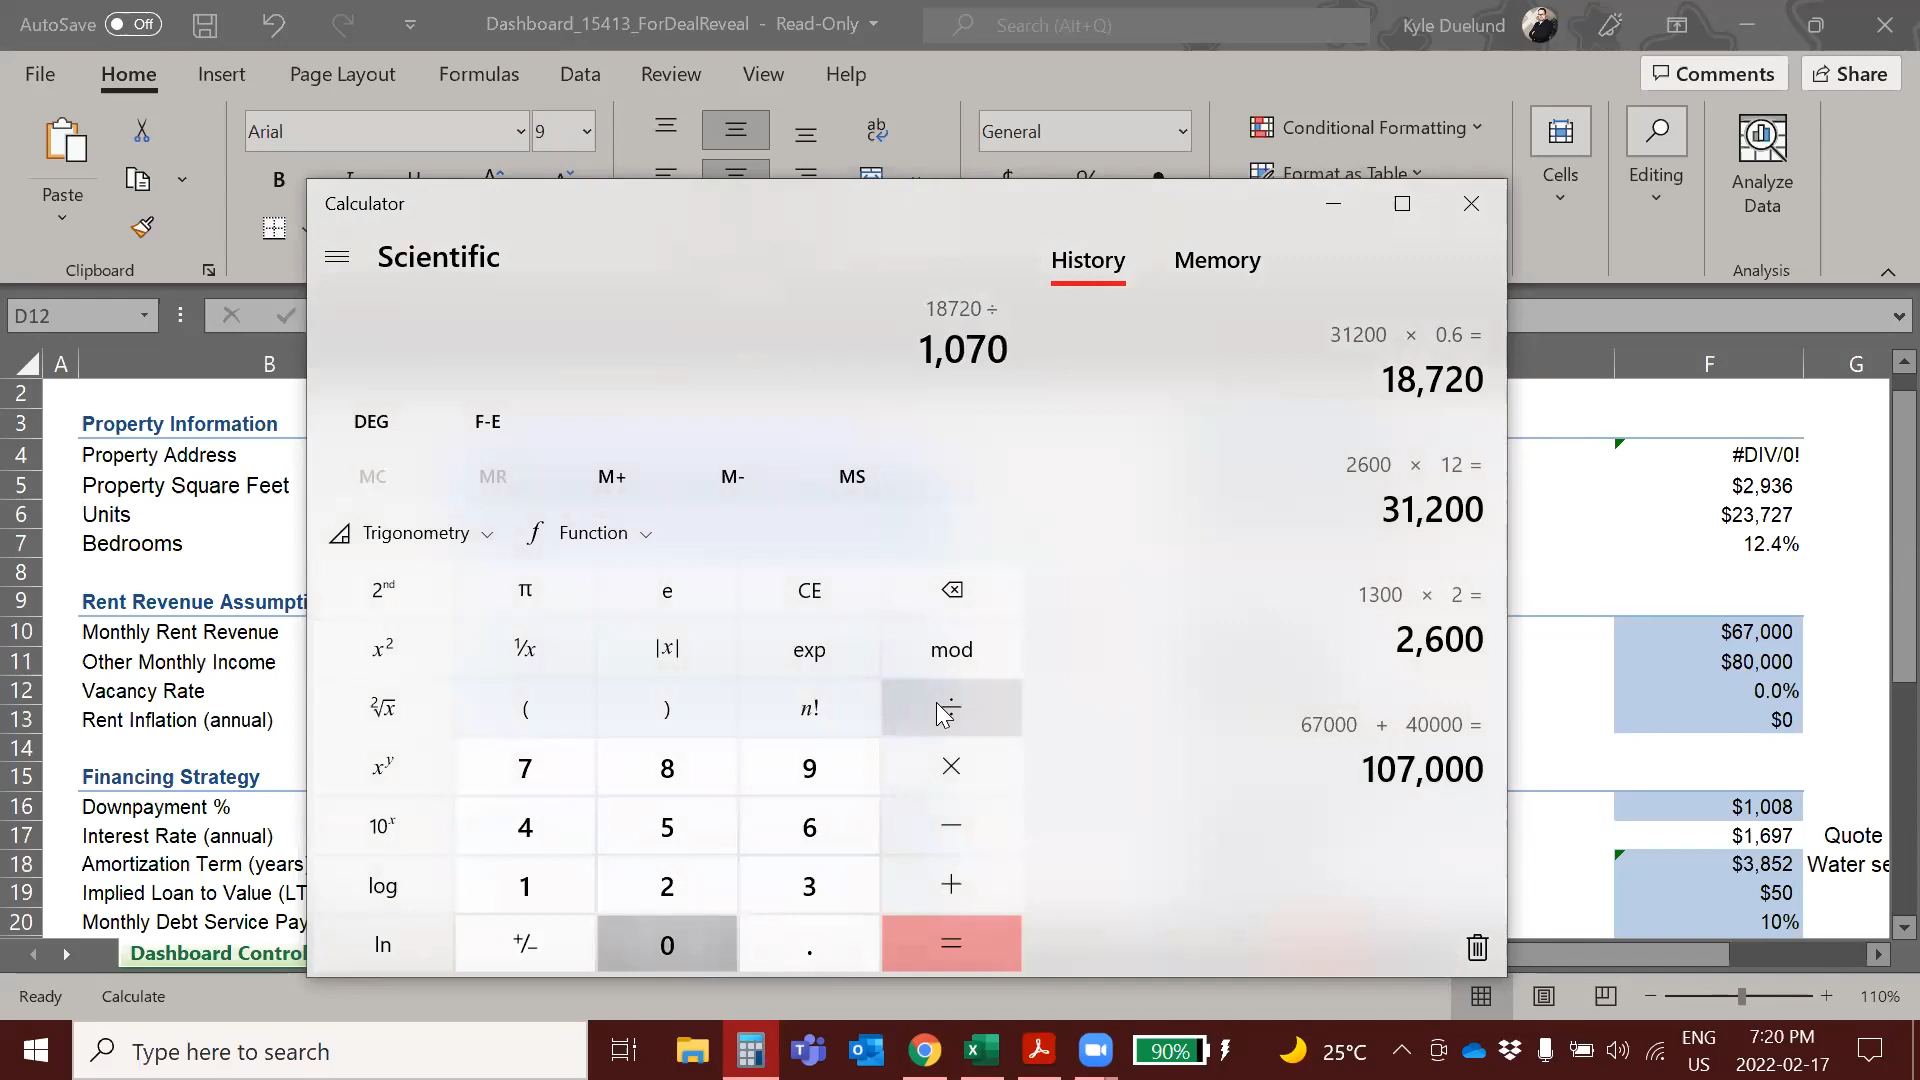 AutoSave Off Dashboard_15413_ForDealReveal - Read-Only Search (Alt+Q) Kyle Duelund
File Home Insert Page Layout Formulas Data Review View Help Comments Share
Arial 9 ab General Conditional Formatting
Paste B Format as Table Cells Editing Analyze Data
Clipboard Analysis
D12
Calculator
Scientific
History Memory
18720 ÷
1,070
31200 × 0.6 =
18,720
2600 × 12 =
31,200
1300 × 2 =
2,600
67000 + 40000 =
107,000
DEG F-E
MC MR M+ M- MS
Trigonometry f Function
2nd π e CE
x² ¹/x |x| exp mod
²√x ( ) n! ÷
xʸ 7 8 9 ×
10ˣ 4 5 6 −
log 1 2 3 +
ln +/− 0 . =
A B F G
2
3 Property Information
4 Property Address #DIV/0!
5 Property Square Feet $2,936
6 Units $23,727
7 Bedrooms 12.4%
8
9 Rent Revenue Assumpti
10 Monthly Rent Revenue $67,000
11 Other Monthly Income $80,000
12 Vacancy Rate 0.0%
13 Rent Inflation (annual) $0
14
15 Financing Strategy
16 Downpayment % $1,008
17 Interest Rate (annual) $1,697 Quote
18 Amortization Term (years $3,852 Water se
19 Implied Loan to Value (LT $50
20 Monthly Debt Service Pay 10%
Dashboard Control
Ready Calculate 110%
Type here to search 90% 25°C ENG US 7:20 PM 2022-02-17